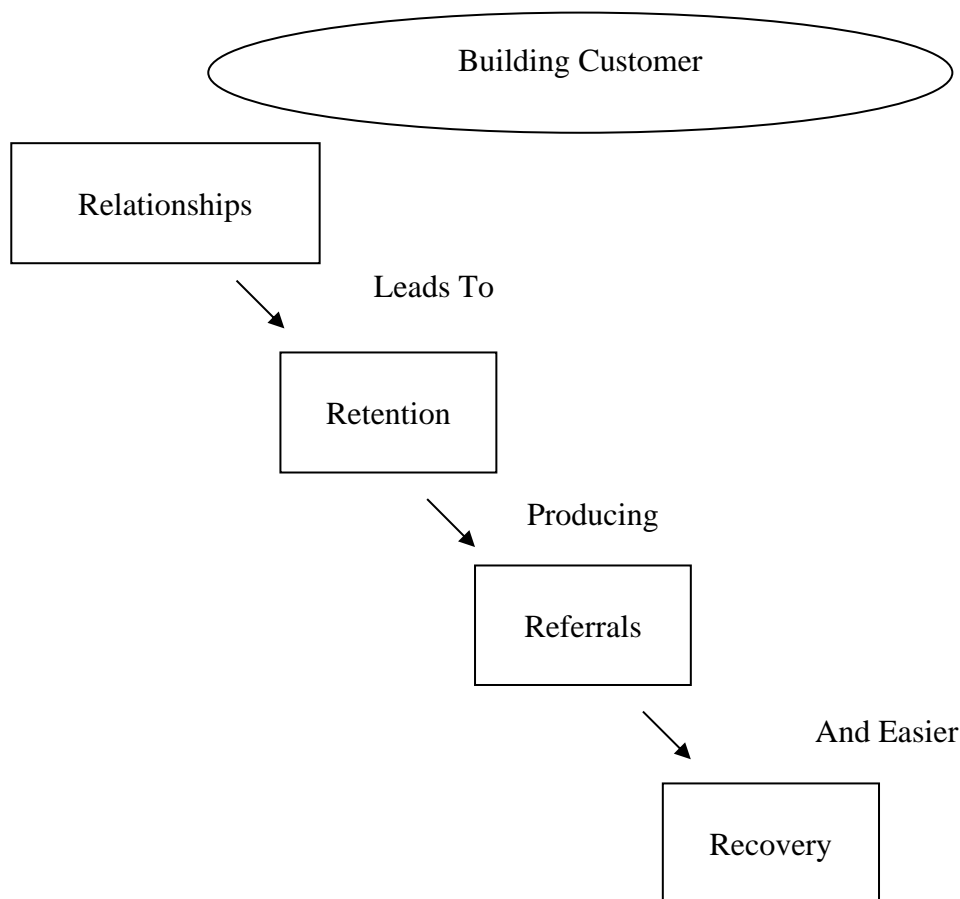 Building Customer
Relationships
Leads To
Retention
Producing
Referrals
And Easier
Recovery